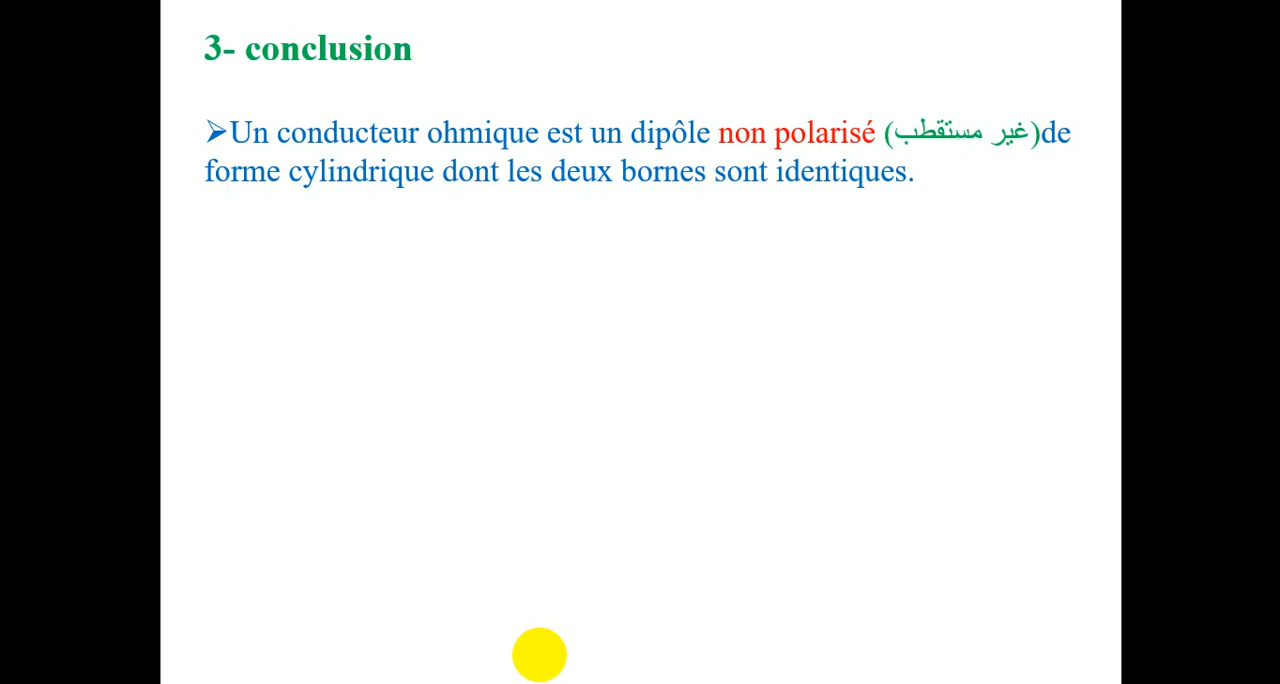 3- conclusion
➢Un conducteur ohmique est un dipôle non polarisé (غير مستقطب)de
forme cylindrique dont les deux bornes sont identiques.